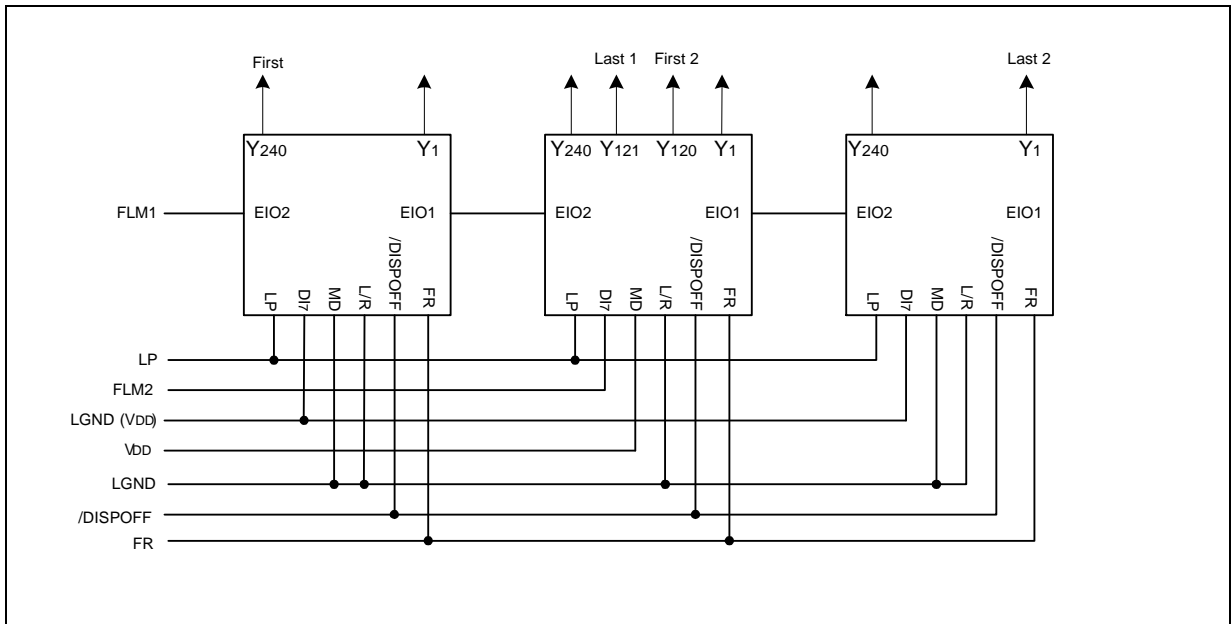 First
Last 1
First 2
Last 2
Y240
Y1
Y240
Y121
Y120
Y1
Y240
Y1
FLM1
EIO2
EIO1
EIO2
EIO1
EIO2
EIO1
LP
DI7
MD
L/R
/DISPOFF
FR
LP
DI7
MD
L/R
/DISPOFF
FR
LP
DI7
MD
L/R
/DISPOFF
FR
LP
FLM2
LGND (VDD)
VDD
LGND
/DISPOFF
FR